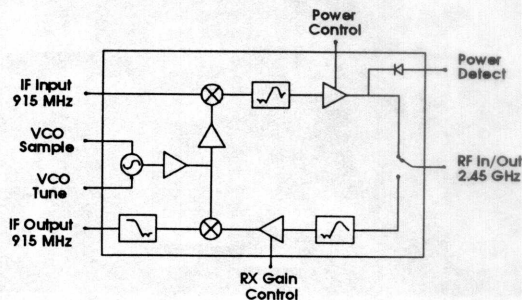 Power
Control
Power
Detect
IF Input
915 MHz
VCO
Sample
VCO
Tune
RF In/Out
2.45 GHz
IF Output
915 MHz
RX Gain
Control